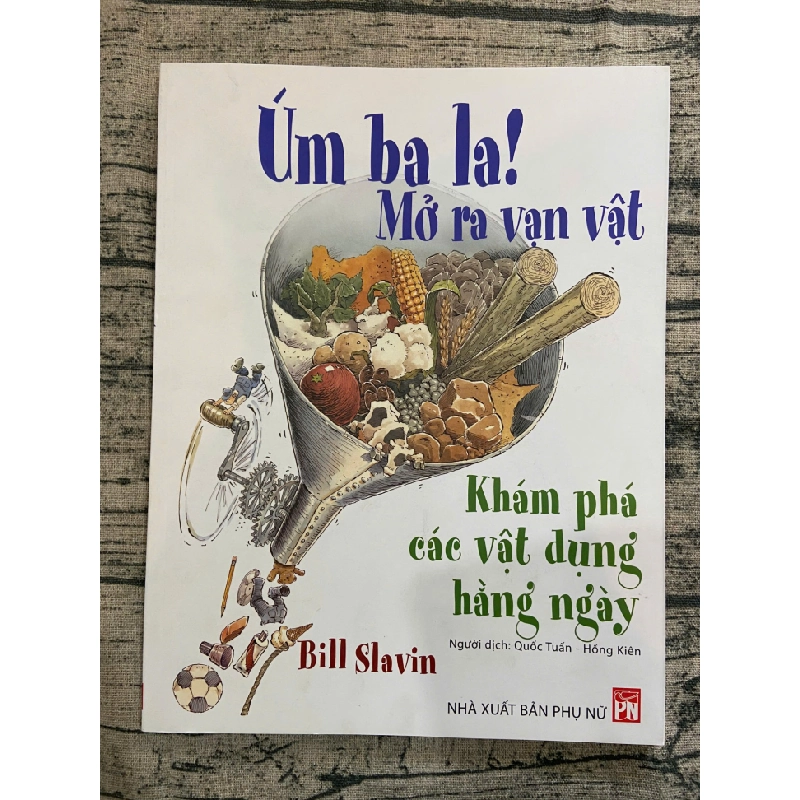 Úm ba la!
Mở ra vạn vật
Khám phá
các vật dụng
hằng ngày
Người dịch: Quốc Tuấn - Hồng Kiên
Bill Slavin
NHÀ XUẤT BẢN PHỤ NỮ
PN